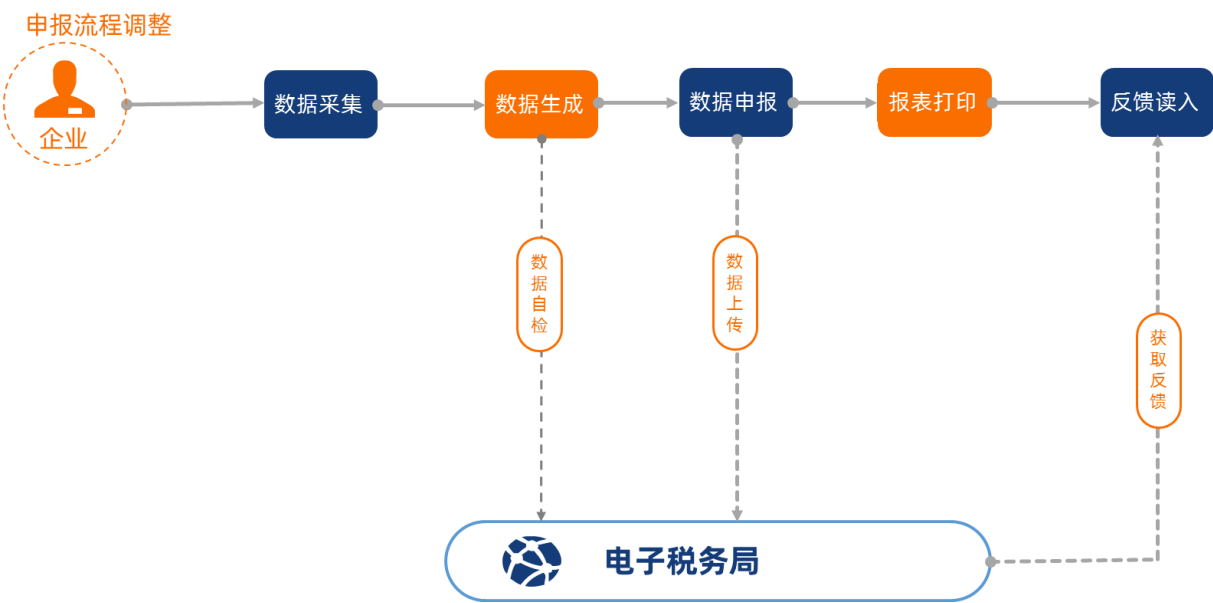 申报流程调整
企业
数据采集
数据生成
数据申报
报表打印
反馈读入
数据自检
数据上传
获取反馈
电子税务局